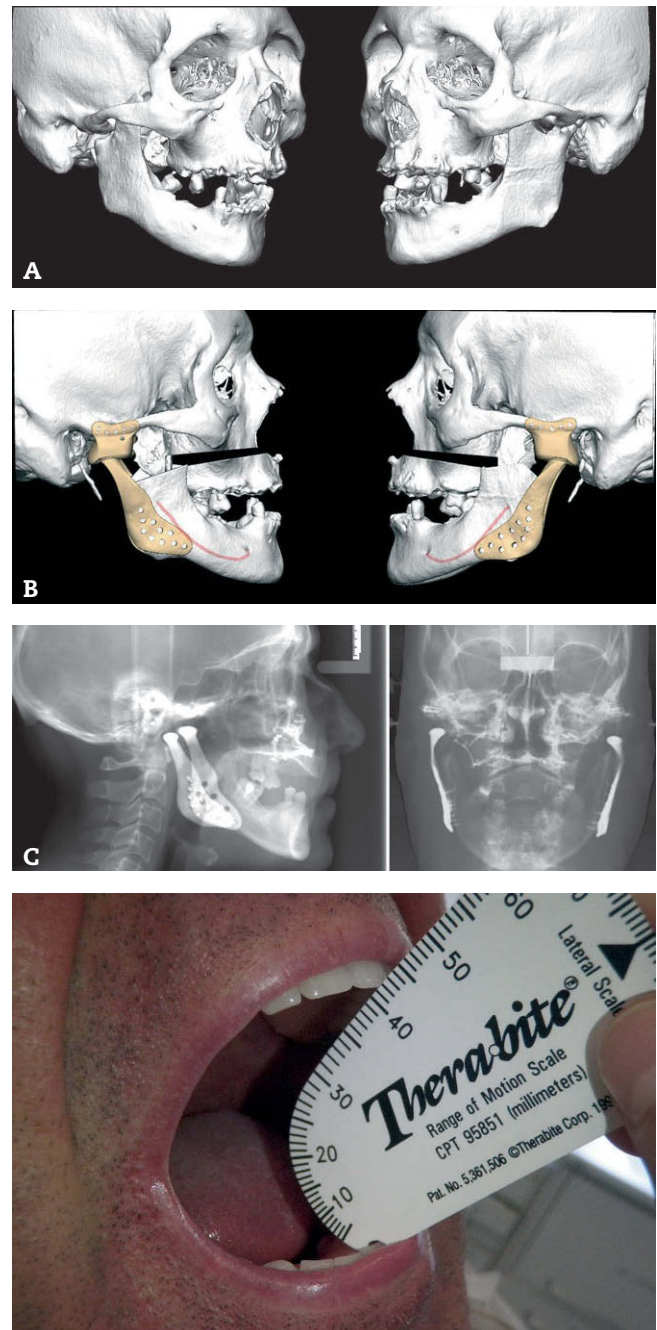 A
B
C
10
20
30
40
50
60
Lateral Scale
Therabite®
Range of Motion Scale
CPT 95851 (millimeters)
Pat. No. 5,361,506 ©Therabite Corp.